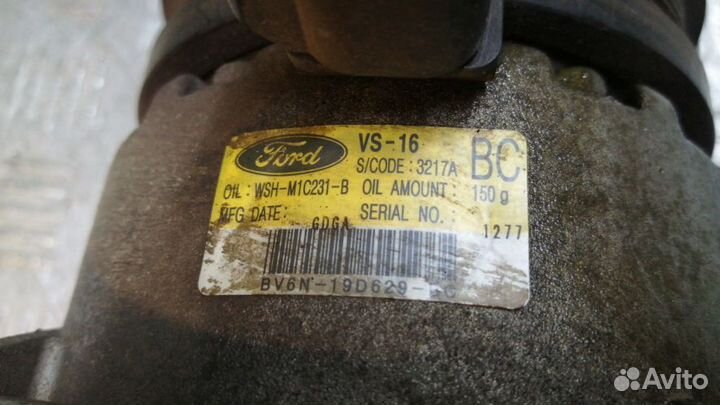 Ford VS-16 BC
S/CODE : 3217A
OIL : WSH-M1C231-B OIL AMOUNT : 150 g
MFG DATE : GDGA SERIAL NO. : 1277
BV6N-19D629-
Avito